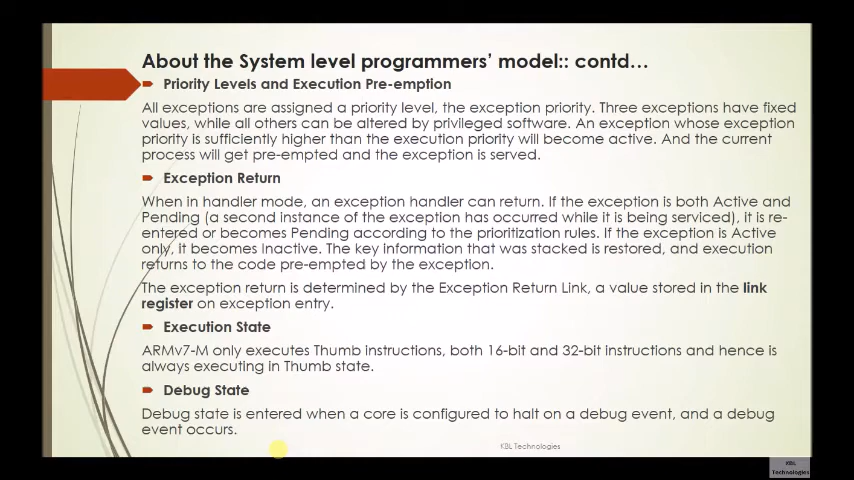 About the System level programmers' model:: contd…
Priority Levels and Execution Pre-emption
All exceptions are assigned a priority level, the exception priority. Three exceptions have fixed
values, while all others can be altered by privileged software. An exception whose exception
priority is sufficiently higher than the execution priority will become active. And the current
process will get pre-empted and the exception is served.
Exception Return
When in handler mode, an exception handler can return. If the exception is both Active and
Pending (a second instance of the exception has occurred while it is being serviced), it is re-
entered or becomes Pending according to the prioritization rules. If the exception is Active
only, it becomes Inactive. The key information that was stacked is restored, and execution
returns to the code pre-empted by the exception.
The exception return is determined by the Exception Return Link, a value stored in the link
register on exception entry.
Execution State
ARMv7-M only executes Thumb instructions, both 16-bit and 32-bit instructions and hence is
always executing in Thumb state.
Debug State
Debug state is entered when a core is configured to halt on a debug event, and a debug
event occurs.
KBL Technologies
KBL
Technologies